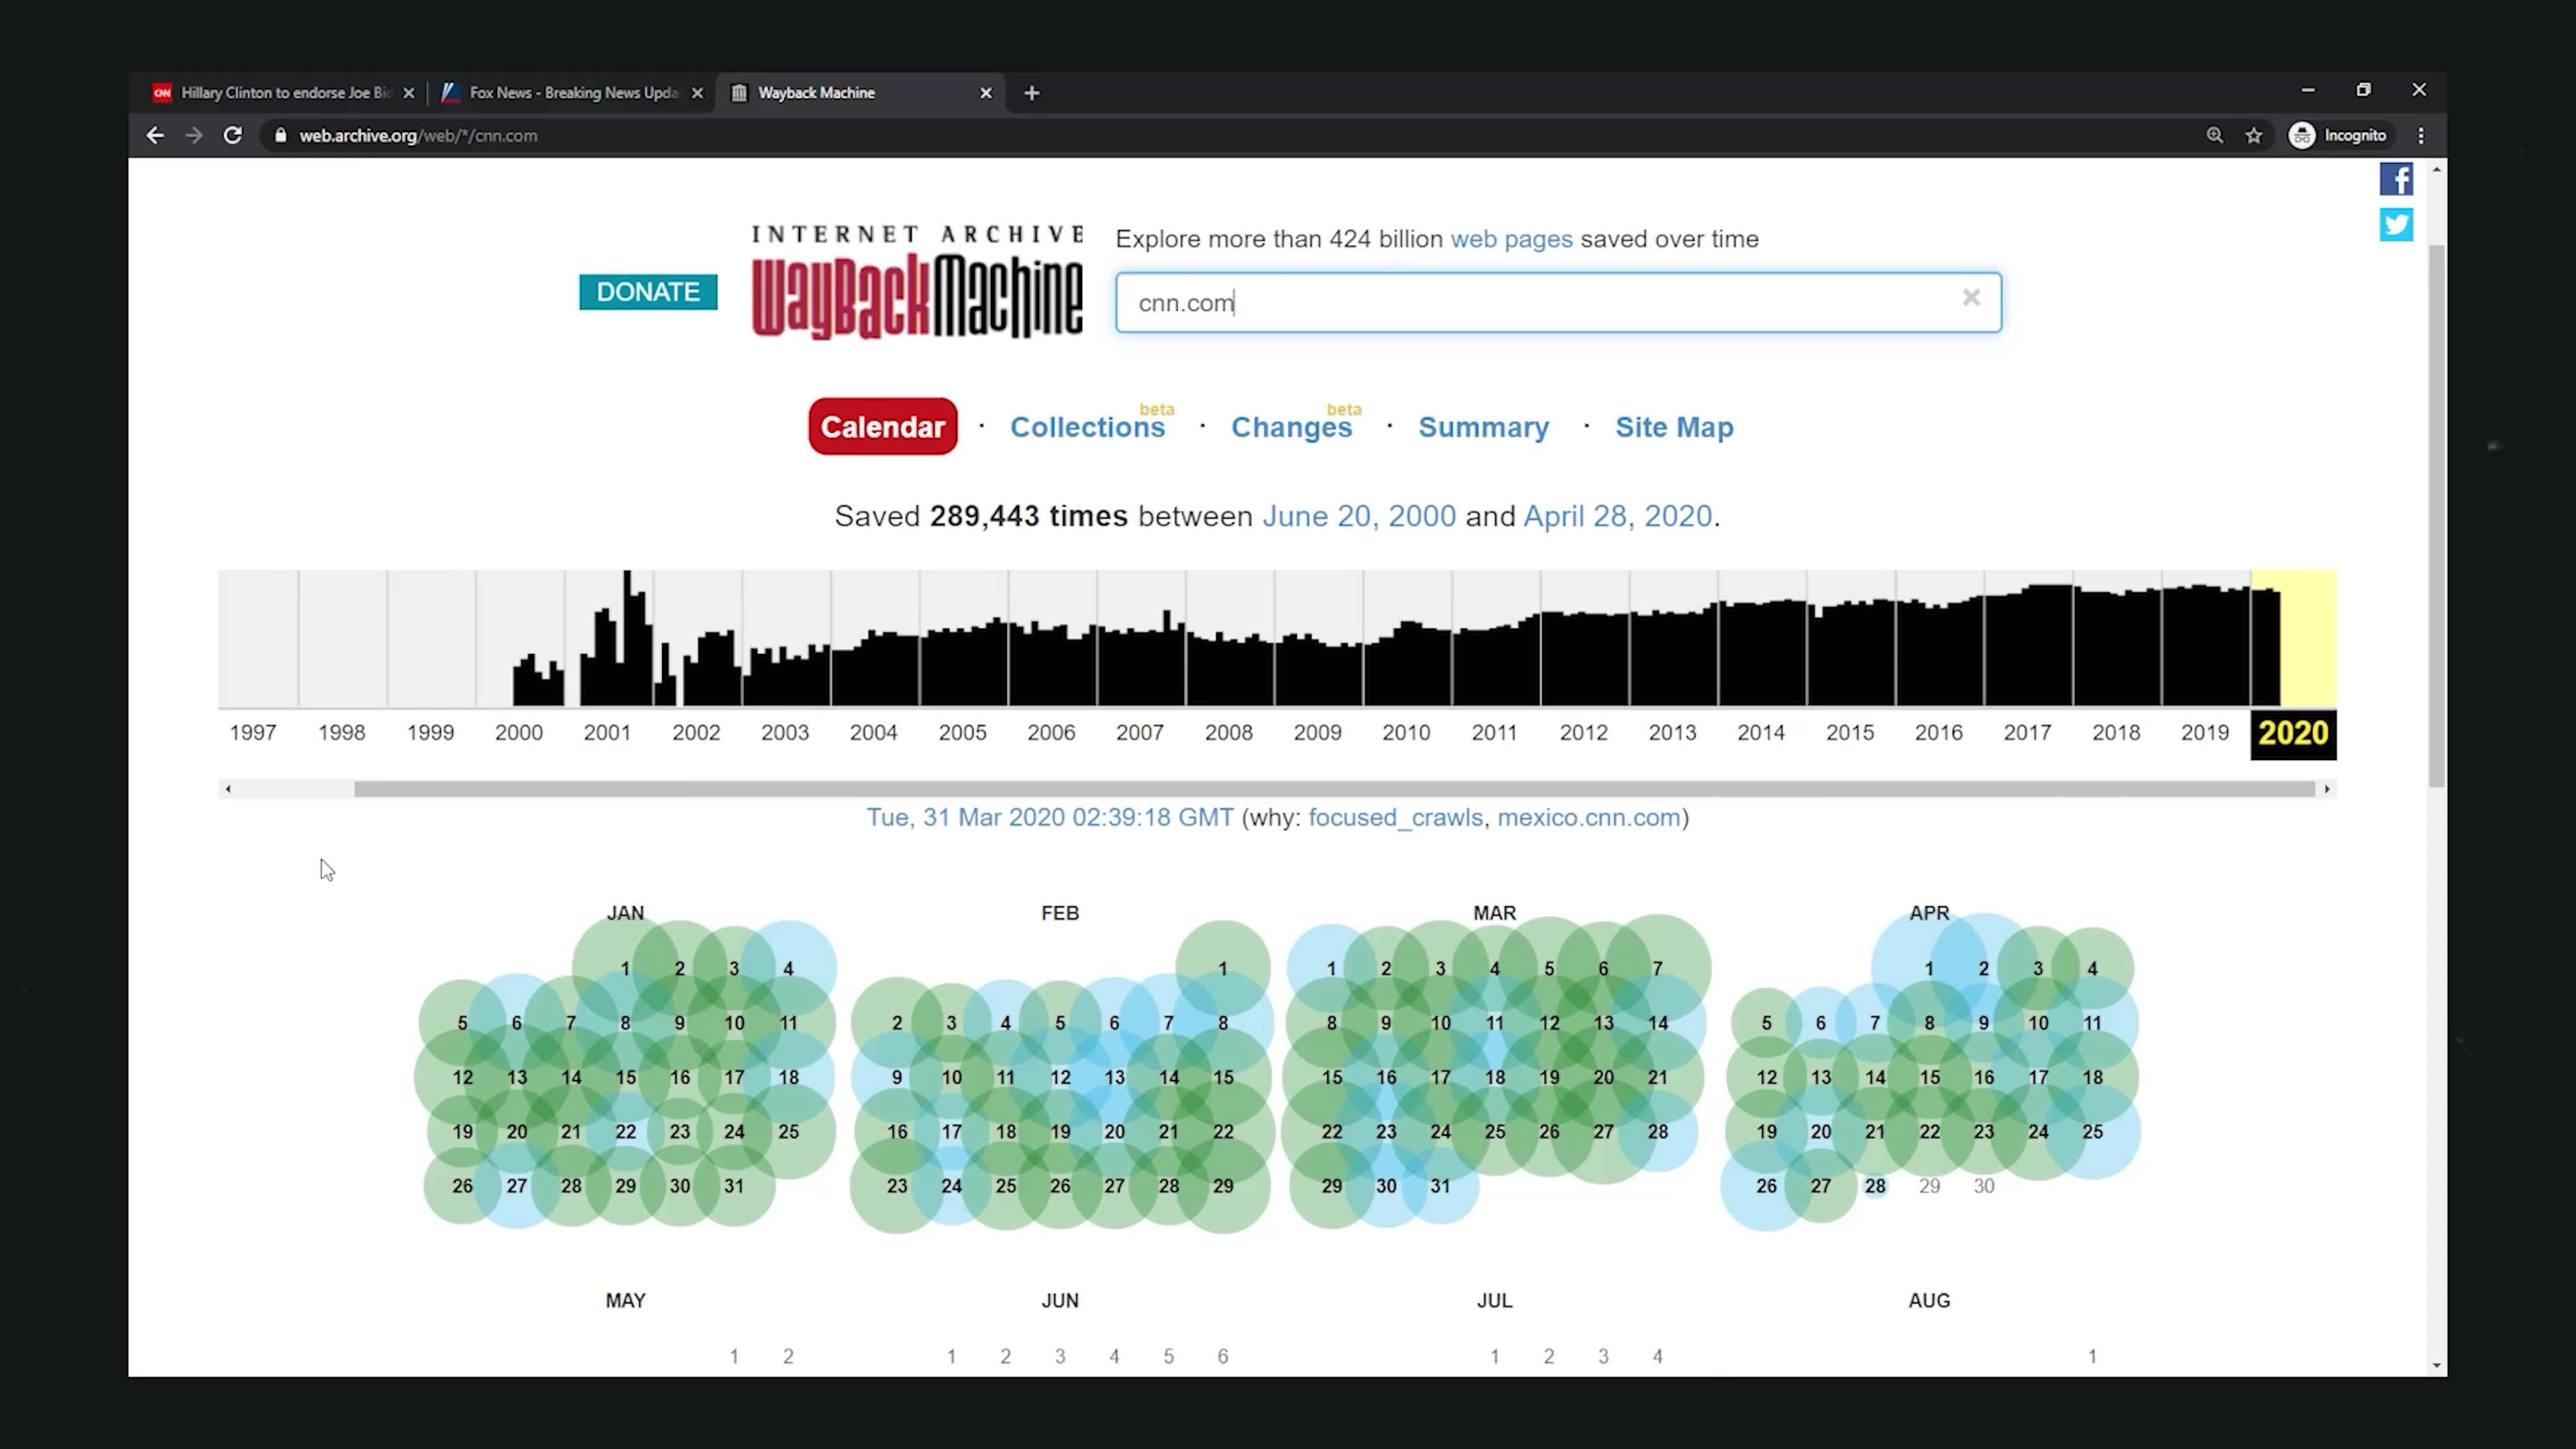 Hillary Clinton to endorse Joe Bi
Fox News - Breaking News Upda
Wayback Machine
web.archive.org/web/*/cnn.com
Incognito
INTERNET ARCHIVE
WayBackMachine
DONATE
Explore more than 424 billion web pages saved over time
cnn.com
Calendar · Collections beta · Changes beta · Summary · Site Map
Saved 289,443 times between June 20, 2000 and April 28, 2020.
1997 1998 1999 2000 2001 2002 2003 2004 2005 2006 2007 2008 2009 2010 2011 2012 2013 2014 2015 2016 2017 2018 2019 2020
Tue, 31 Mar 2020 02:39:18 GMT (why: focused_crawls, mexico.cnn.com)
JAN
1 2 3 4
5 6 7 8 9 10 11
12 13 14 15 16 17 18
19 20 21 22 23 24 25
26 27 28 29 30 31
FEB
1
2 3 4 5 6 7 8
9 10 11 12 13 14 15
16 17 18 19 20 21 22
23 24 25 26 27 28 29
MAR
1 2 3 4 5 6 7
8 9 10 11 12 13 14
15 16 17 18 19 20 21
22 23 24 25 26 27 28
29 30 31
APR
1 2 3 4
5 6 7 8 9 10 11
12 13 14 15 16 17 18
19 20 21 22 23 24 25
26 27 28 29 30
MAY
1 2
JUN
1 2 3 4 5 6
JUL
1 2 3 4
AUG
1